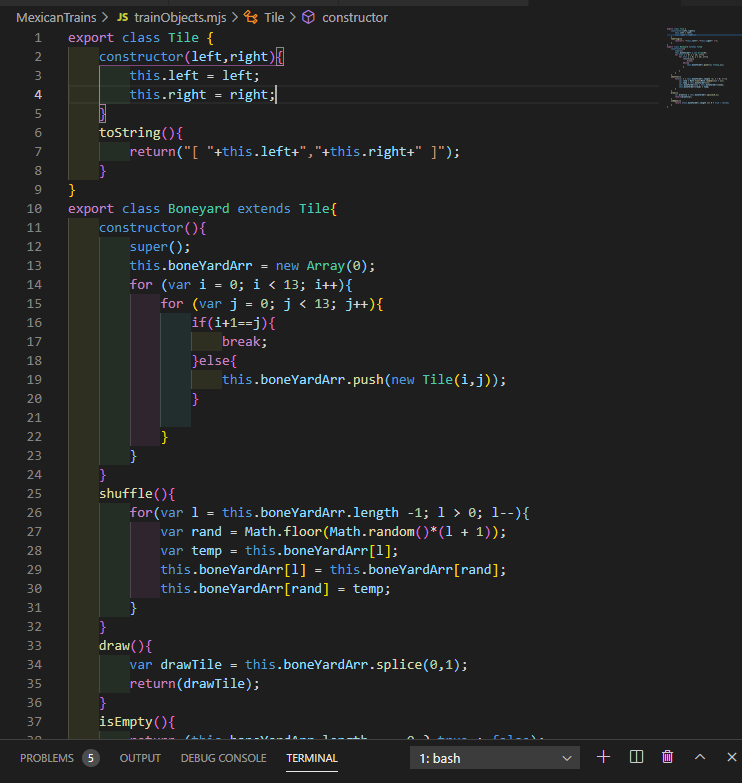 MexicanTrains > JS trainObjects.mjs > Tile > constructor
1 export class Tile {
2 constructor(left,right){
3 this.left = left;
4 this.right = right;
5 }
6 toString(){
7 return("[ "+this.left+","+this.right+" ]");
8 }
9 }
10 export class Boneyard extends Tile{
11 constructor(){
12 super();
13 this.boneYardArr = new Array(0);
14 for (var i = 0; i < 13; i++){
15 for (var j = 0; j < 13; j++){
16 if(i+1==j){
17 break;
18 }else{
19 this.boneYardArr.push(new Tile(i,j));
20 }
21
22 }
23 }
24 }
25 shuffle(){
26 for(var l = this.boneYardArr.length -1; l > 0; l--){
27 var rand = Math.floor(Math.random()*(l + 1));
28 var temp = this.boneYardArr[l];
29 this.boneYardArr[l] = this.boneYardArr[rand];
30 this.boneYardArr[rand] = temp;
31 }
32 }
33 draw(){
34 var drawTile = this.boneYardArr.splice(0,1);
35 return(drawTile);
36 }
37 isEmpty(){
PROBLEMS 5 OUTPUT DEBUG CONSOLE TERMINAL 1: bash